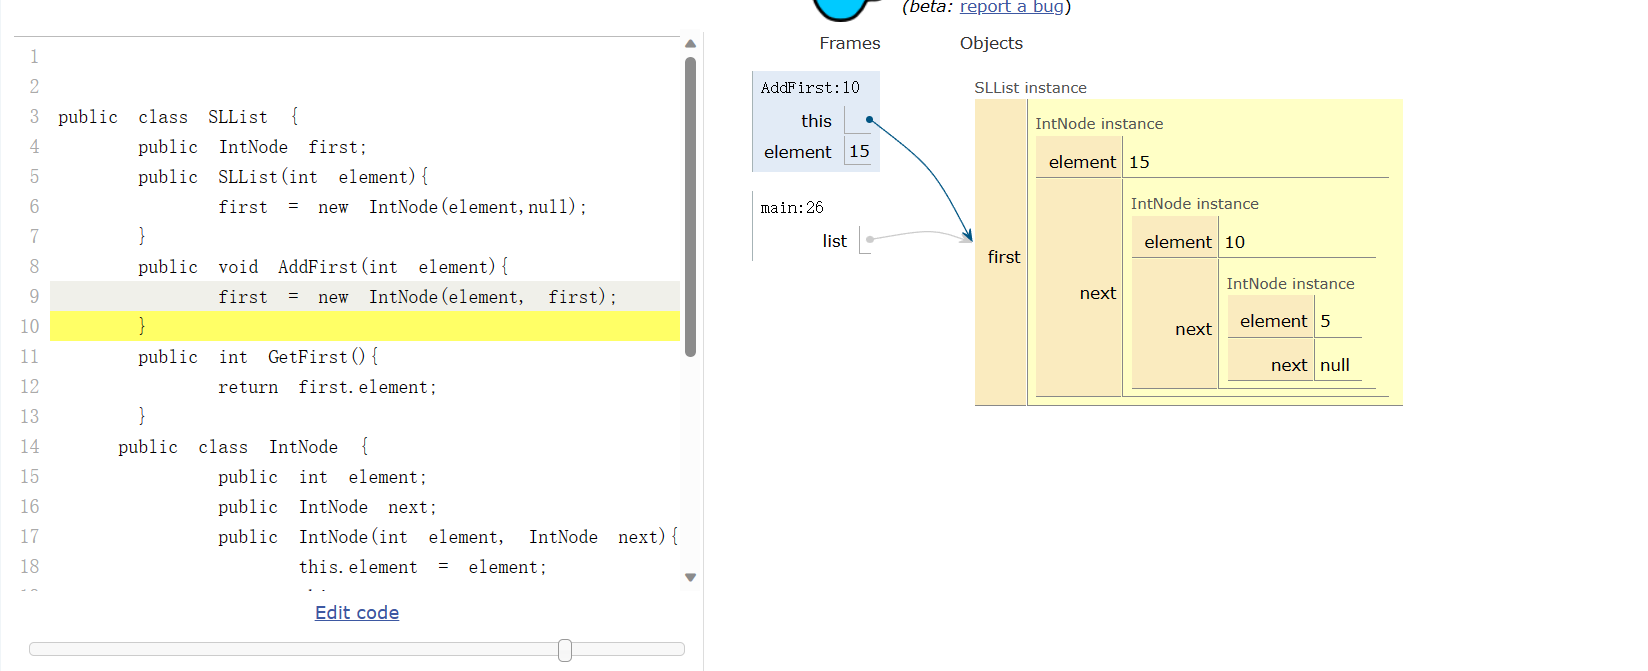 (beta: report a bug)
Frames Objects
1
2
3 public class SLList {
4 public IntNode first;
5 public SLList(int element){
6 first = new IntNode(element,null);
7 }
8 public void AddFirst(int element){
9 first = new IntNode(element, first);
10 }
11 public int GetFirst(){
12 return first.element;
13 }
14 public class IntNode {
15 public int element;
16 public IntNode next;
17 public IntNode(int element, IntNode next){
18 this.element = element;
Edit code
AddFirst:10
this
element 15
main:26
list
SLList instance
first
IntNode instance
element 15
next
IntNode instance
element 10
next
IntNode instance
element 5
next null